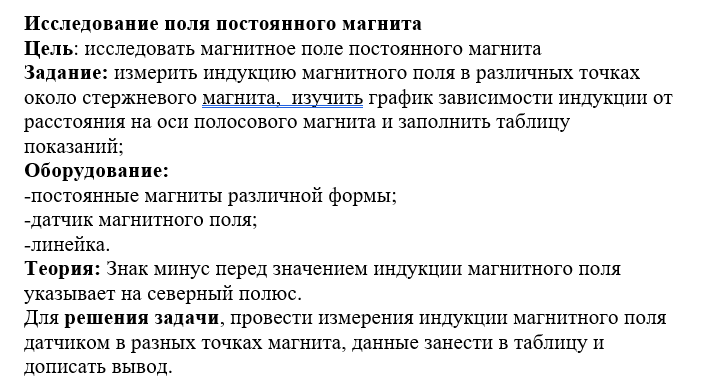 Исследование поля постоянного магнита
Цель: исследовать магнитное поле постоянного магнита
Задание: измерить индукцию магнитного поля в различных точках
около стержневого магнита,  изучить график зависимости индукции от
расстояния на оси полосового магнита и заполнить таблицу
показаний;
Оборудование:
-постоянные магниты различной формы;
-датчик магнитного поля;
-линейка.
Теория: Знак минус перед значением индукции магнитного поля
указывает на северный полюс.
Для решения задачи, провести измерения индукции магнитного поля
датчиком в разных точках магнита, данные занести в таблицу и
дописать вывод.